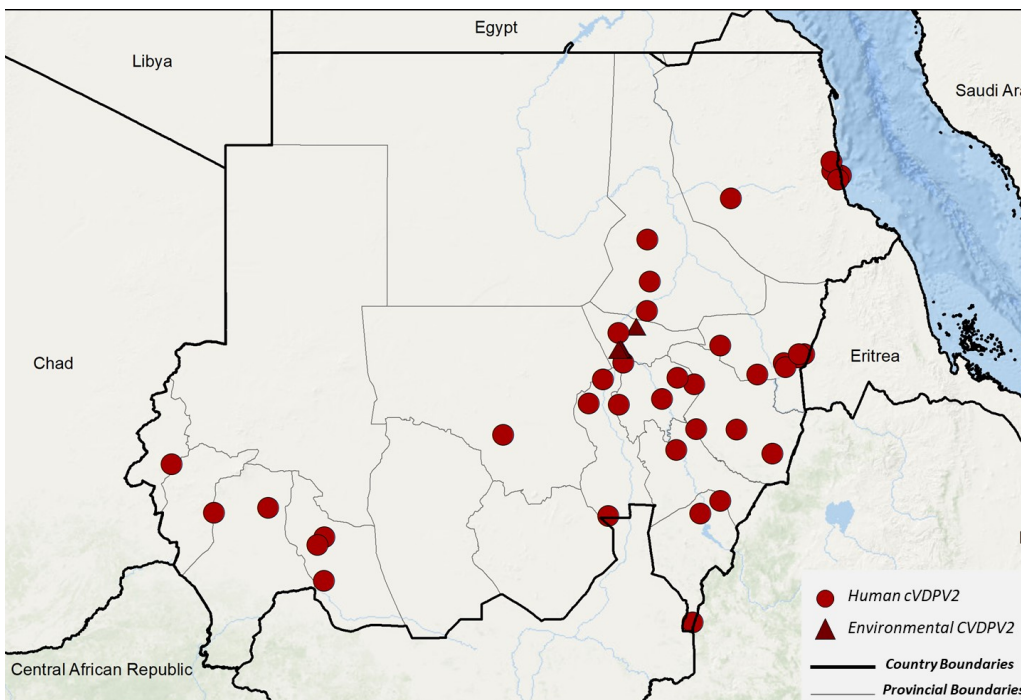 Egypt
Libya
Saudi Ara
Chad
Eritrea
Human cVDPV2
Environmental CVDPV2
Central African Republic
Country Boundaries
Provincial Boundaries